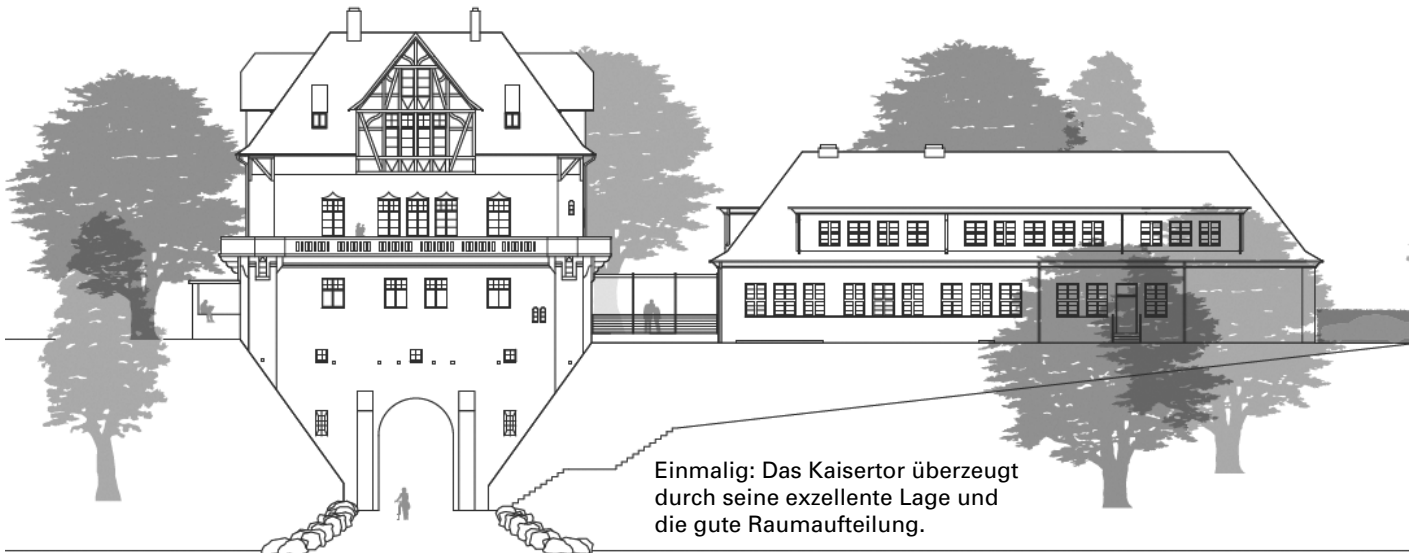 Einmalig: Das Kaisertor überzeugt
durch seine exzellente Lage und
die gute Raumaufteilung.